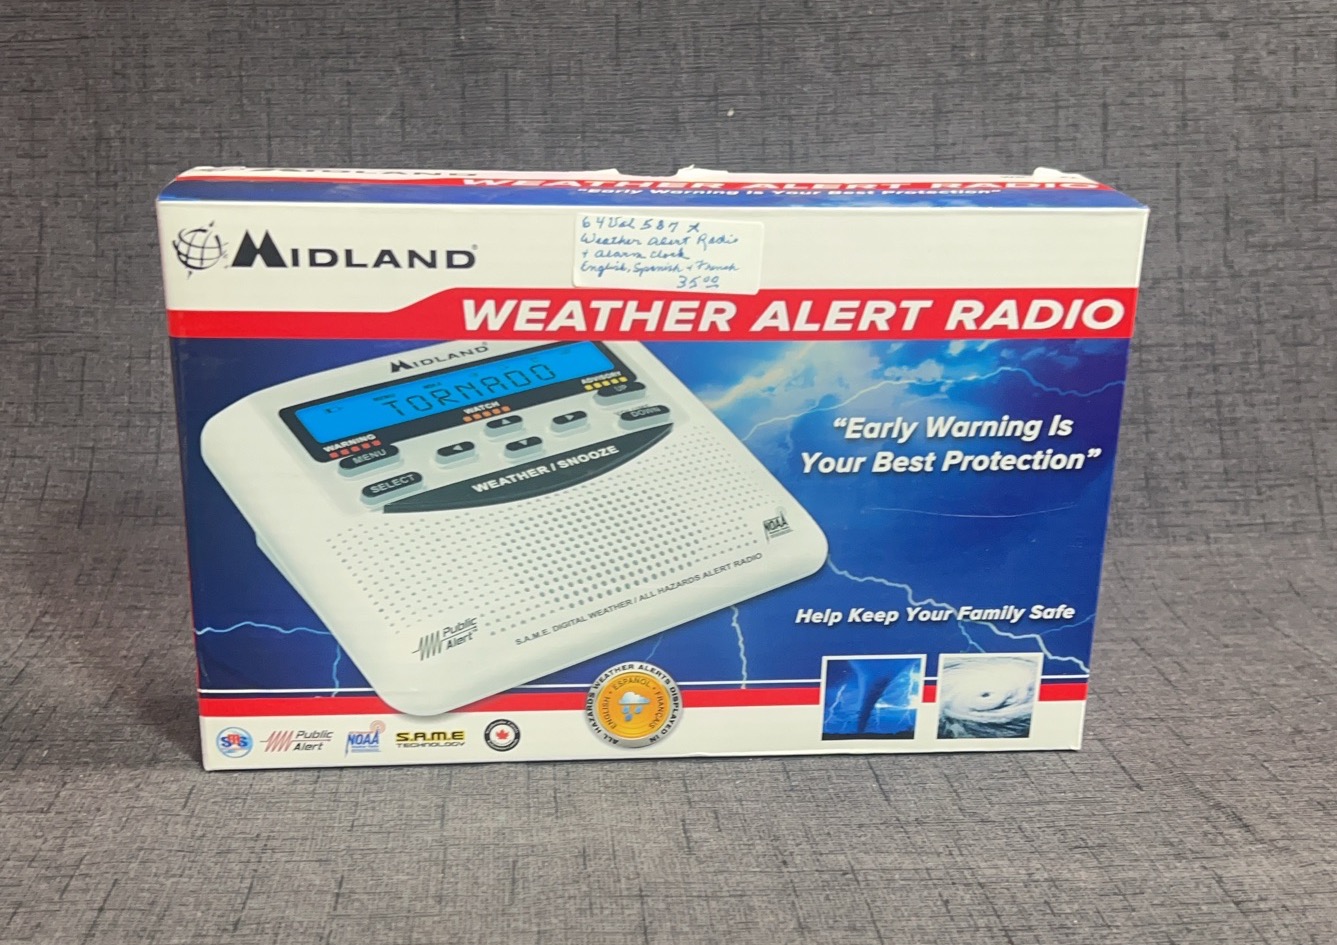 WEATHER ALERT RADIO
"Early Warning Is Your Best Protection"
MIDLAND
Weather Alert Radio
+ Alarm Clock
English, Spanish + French
35.00
WEATHER ALERT RADIO
MIDLAND
TORNADO
WARNING
WATCH
ADVISORY
MENU
SELECT
UP
DOWN
WEATHER / SNOOZE
NOAA
Public
Alert
S.A.M.E. DIGITAL WEATHER / ALL HAZARDS ALERT RADIO
"Early Warning Is
Your Best Protection"
Help Keep Your Family Safe
ALL HAZARDS WEATHER ALERTS DISPLAYED IN
ENGLISH • ESPAÑOL • FRANÇAIS
Public
Alert
NOAA
S.A.M.E
TECHNOLOGY